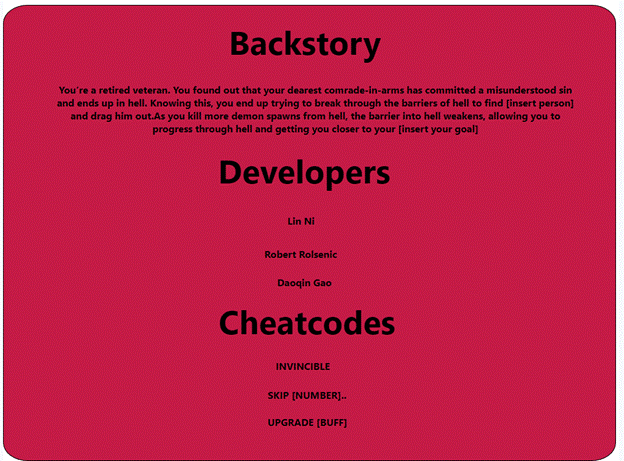 Backstory
You're a retired veteran. You found out that your dearest comrade-in-arms has committed a misunderstood sin
and ends up in hell. Knowing this, you end up trying to break through the barriers of hell to find [insert person]
and drag him out.As you kill more demon spawns from hell, the barrier into hell weakens, allowing you to
progress through hell and getting you closer to your [insert your goal]
Developers
Lin Ni
Robert Rolsenic
Daoqin Gao
Cheatcodes
INVINCIBLE
SKIP [NUMBER]..
UPGRADE [BUFF]